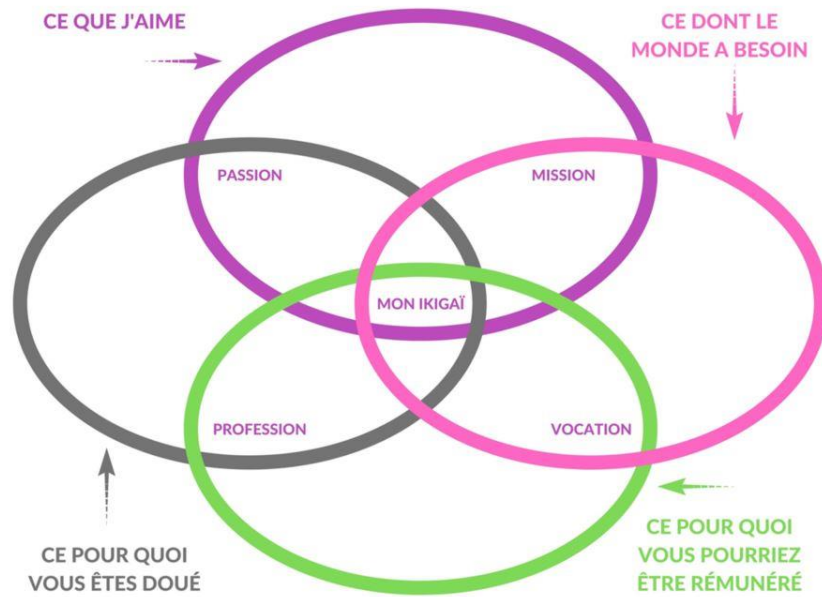 CE QUE J'AIME
CE DONT LE
MONDE A BESOIN
PASSION
MISSION
MON IKIGAÏ
PROFESSION
VOCATION
CE POUR QUOI
VOUS ÊTES DOUÉ
CE POUR QUOI
VOUS POURRIEZ
ÊTRE RÉMUNÉRÉ